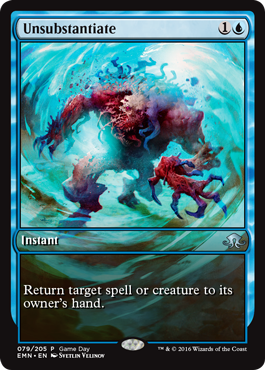 Unsubstantiate 1
Instant
Return target spell or creature to its
owner's hand.
079/205 P Game Day
EMN • EN Svetlin Velinov
™ & © 2016 Wizards of the Coast